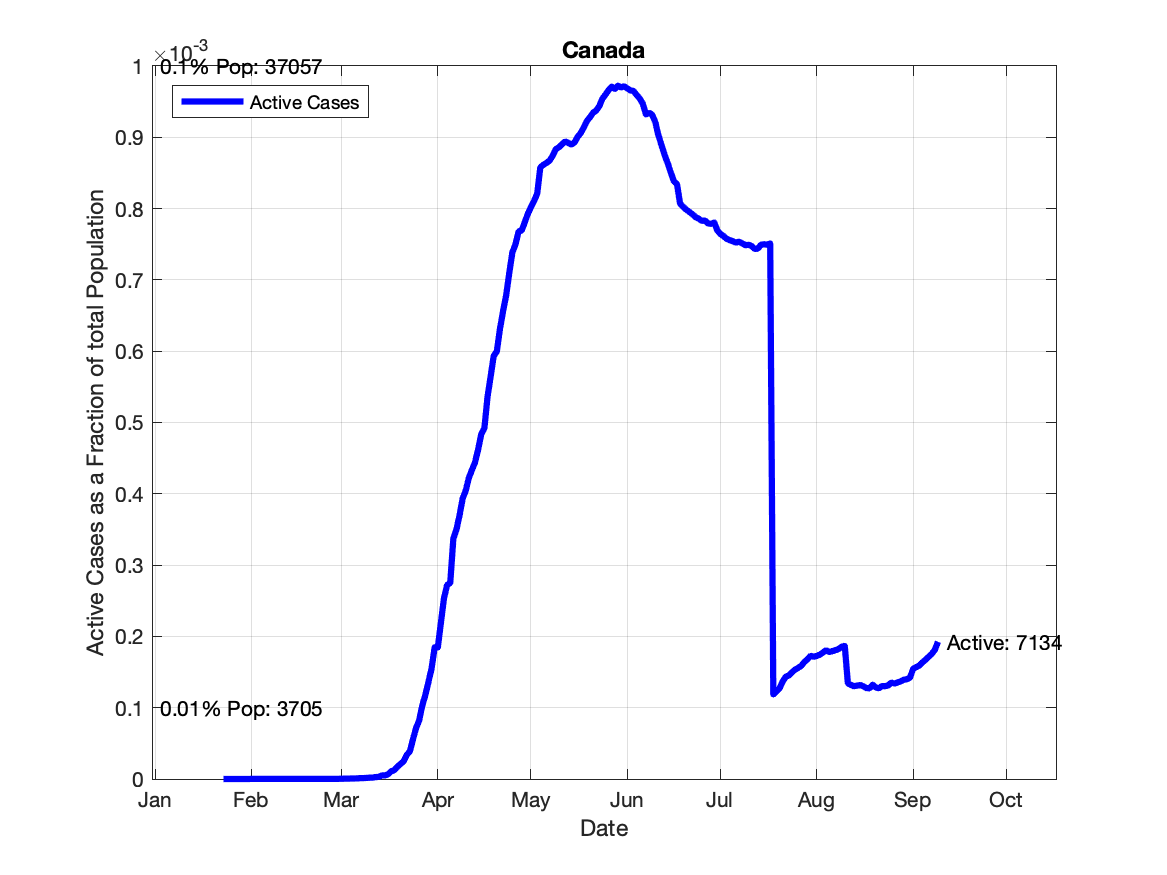 Canada
×10-3
0.1% Pop: 37057
Active Cases
1
0.9
0.8
0.7
0.6
0.5
0.4
0.3
0.2
0.1
0
Active Cases as a Fraction of total Population
Active: 7134
0.01% Pop: 3705
Jan Feb Mar Apr May Jun Jul Aug Sep Oct
Date